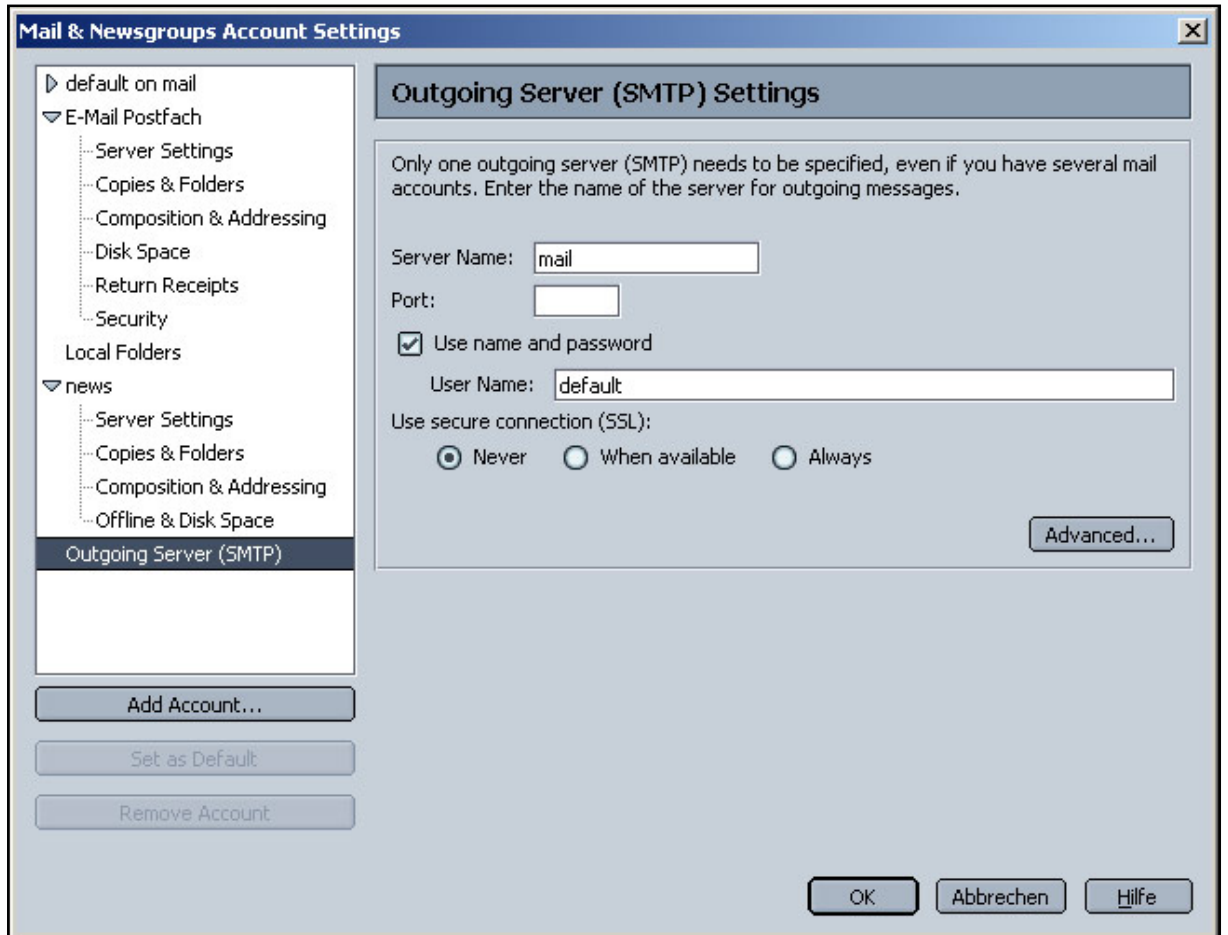 Mail & Newsgroups Account Settings
default on mail
E-Mail Postfach
Server Settings
Copies & Folders
Composition & Addressing
Disk Space
Return Receipts
Security
Local Folders
news
Server Settings
Copies & Folders
Composition & Addressing
Offline & Disk Space
Outgoing Server (SMTP)
Add Account...
Set as Default
Remove Account
Outgoing Server (SMTP) Settings
Only one outgoing server (SMTP) needs to be specified, even if you have several mail
accounts. Enter the name of the server for outgoing messages.
Server Name: mail
Port:
Use name and password
User Name: default
Use secure connection (SSL):
Never When available Always
Advanced...
OK Abbrechen Hilfe